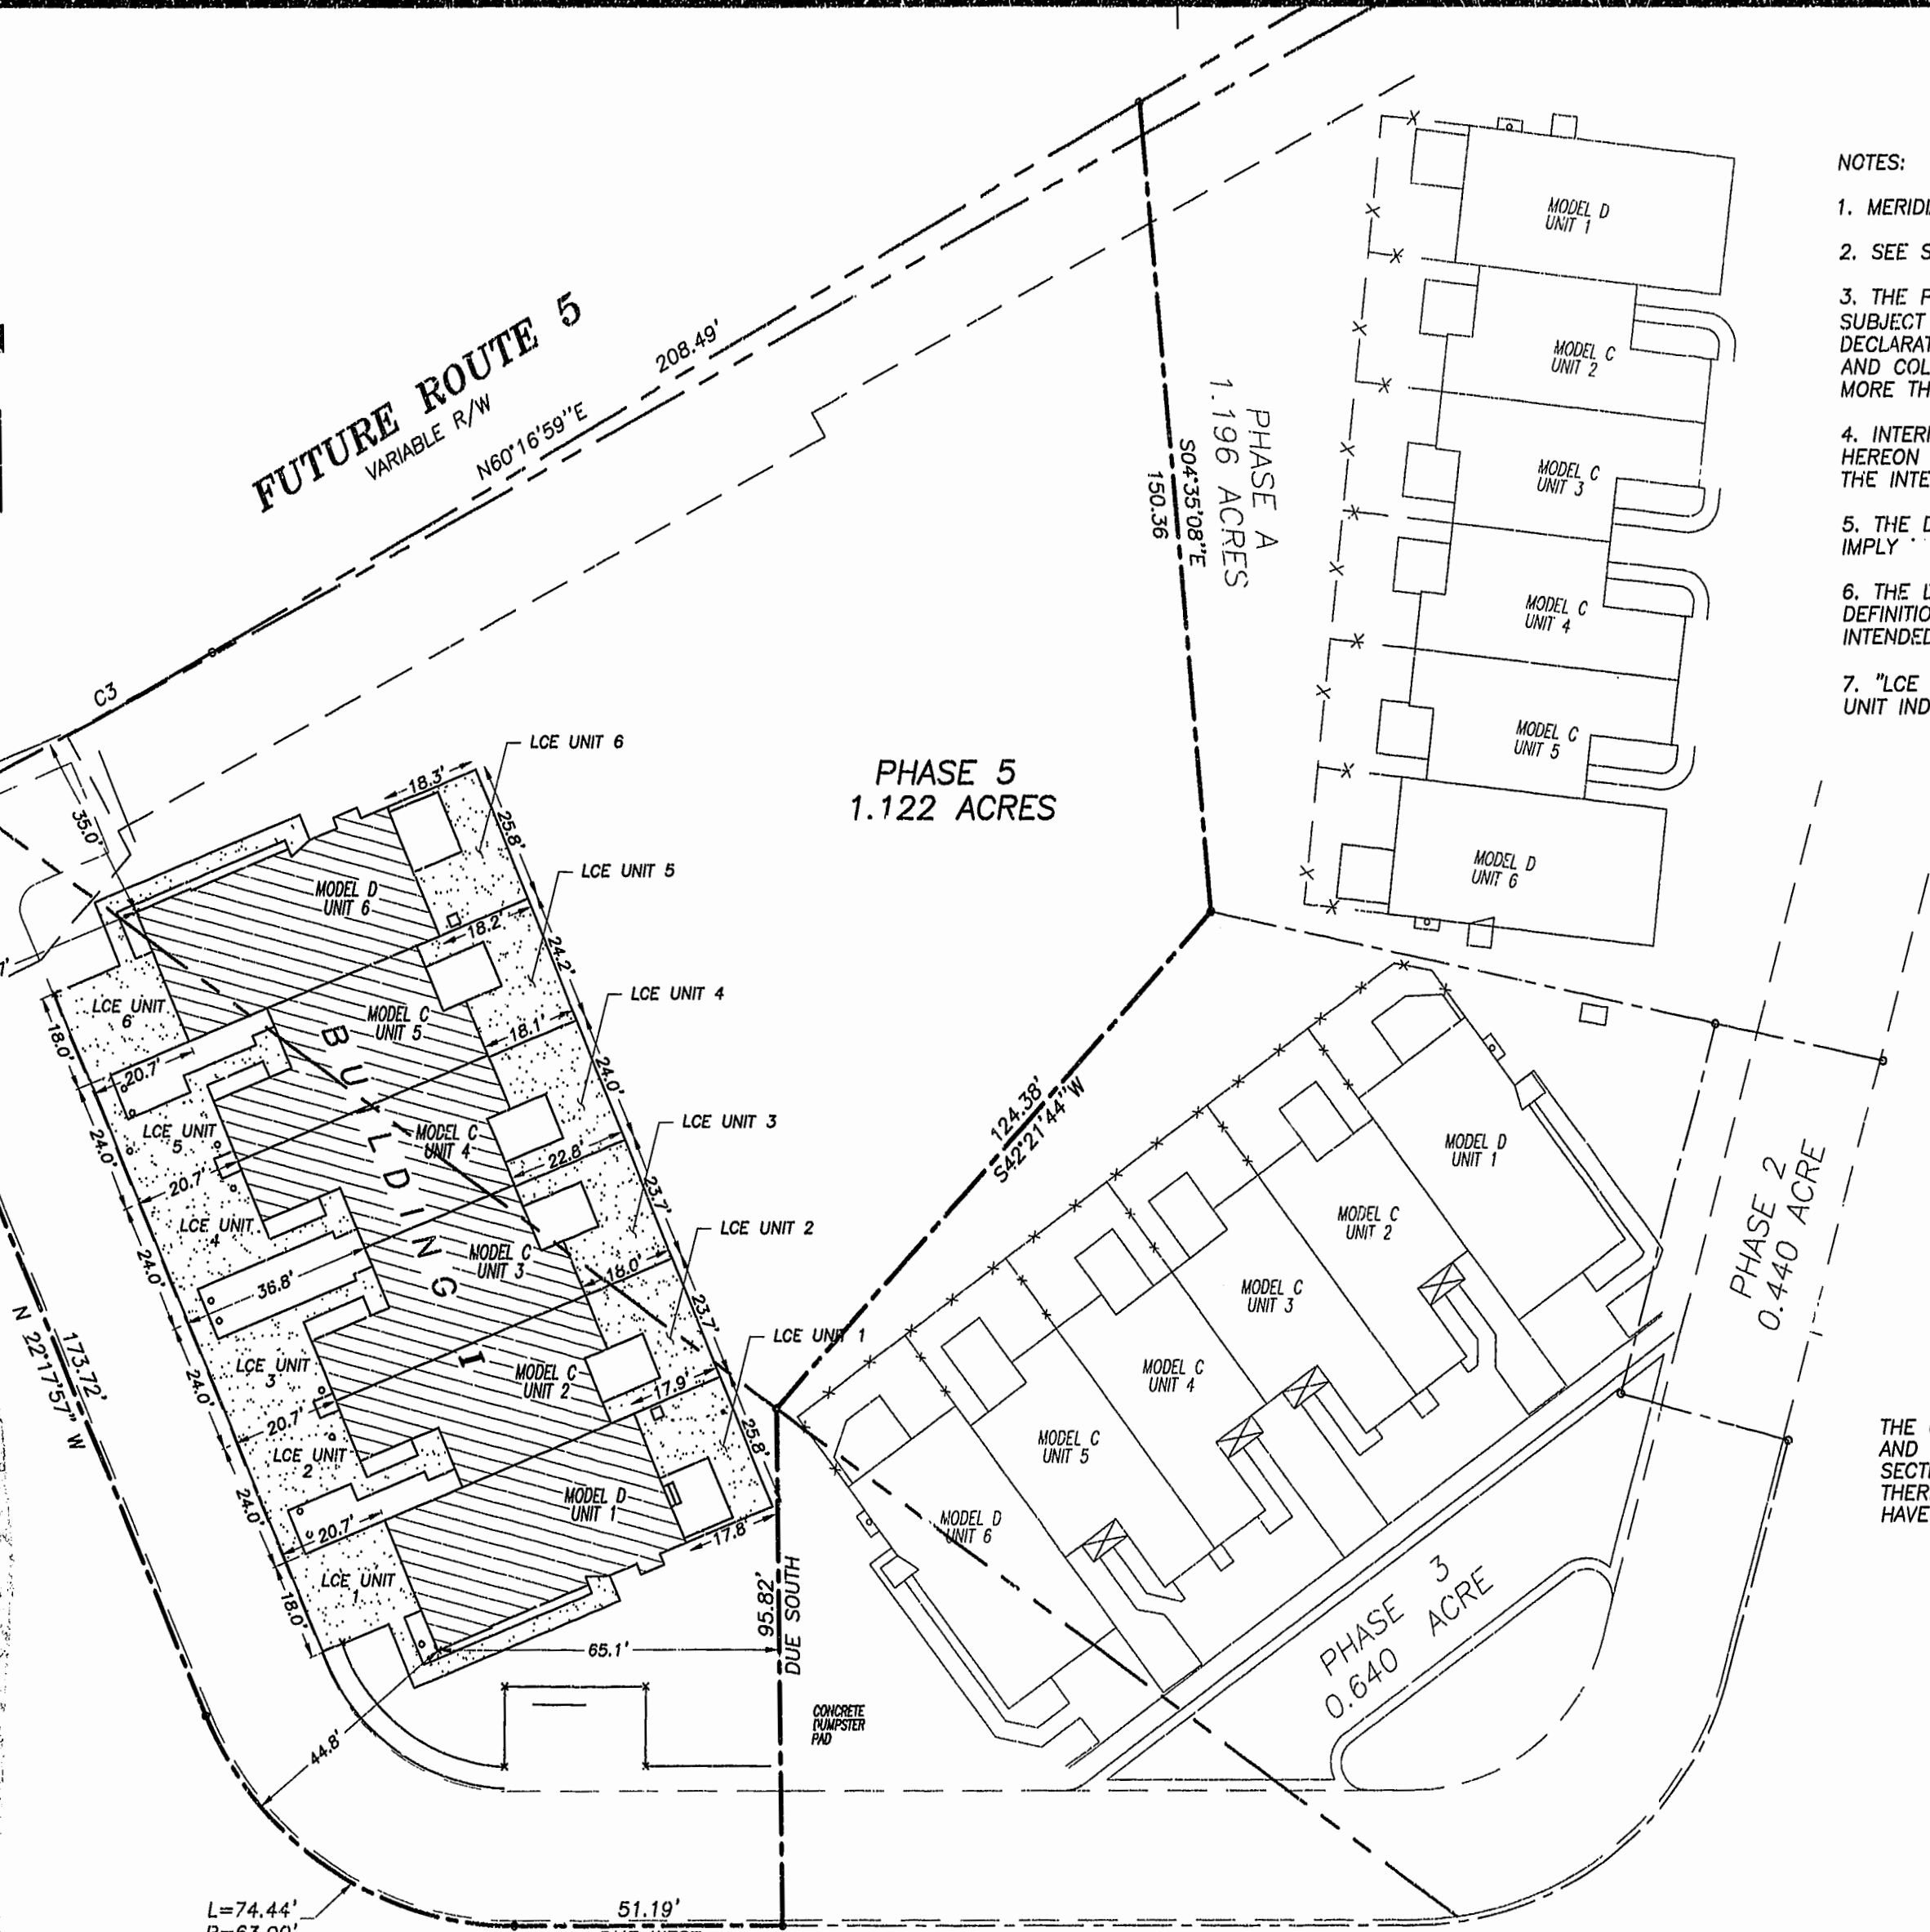 FUTURE ROUTE 5
VARIABLE R/W
208.49'
N60°16'59"E
C3
S04°35'08"E
150.36
PHASE A
1.196 ACRES
MODEL D
UNIT 1
MODEL C
UNIT 2
MODEL C
UNIT 3
MODEL C
UNIT 4
MODEL C
UNIT 5
MODEL D
UNIT 6
NOTES:
1. MERIDI
2. SEE S
3. THE
SUBJECT
DECLARAT
AND COL
MORE TH
4. INTER
HEREON
THE INTE
5. THE
IMPLY
6. THE
DEFINITIO
INTENDED
7. "LCE
UNIT IND
PHASE 5
1.122 ACRES
LCE UNIT 6
LCE UNIT 5
LCE UNIT 4
LCE UNIT 3
LCE UNIT 2
LCE UNIT 1
18.3'
25.8'
18.2'
24.2'
18.1'
24.0'
22.8'
23.7'
18.0'
23.7'
17.9'
25.8'
17.8'
35.0'
MODEL D
UNIT 6
MODEL C
UNIT 5
MODEL C
UNIT 4
MODEL C
UNIT 3
MODEL C
UNIT 2
MODEL D
UNIT 1
BUILDING I
LCE UNIT
6
LCE UNIT
5
LCE UNIT
4
LCE UNIT
3
LCE UNIT
2
LCE UNIT
1
18.0'
20.7'
24.0'
20.7'
24.0'
36.8'
24.0'
20.7'
24.0'
20.7'
18.0'
173.72'
N 22°17'57" W
65.1'
44.8'
95.82'
DUE SOUTH
CONCRETE
DUMPSTER
PAD
124.38'
S42°21'44"W
MODEL D
UNIT 1
MODEL C
UNIT 2
MODEL C
UNIT 3
MODEL C
UNIT 4
MODEL C
UNIT 5
MODEL D
UNIT 6
PHASE 2
0.440 ACRE
PHASE 3
0.640 ACRE
THE
AND
SECTI
THER
HAVE
L=74.44'
R=63.00'
51.19'